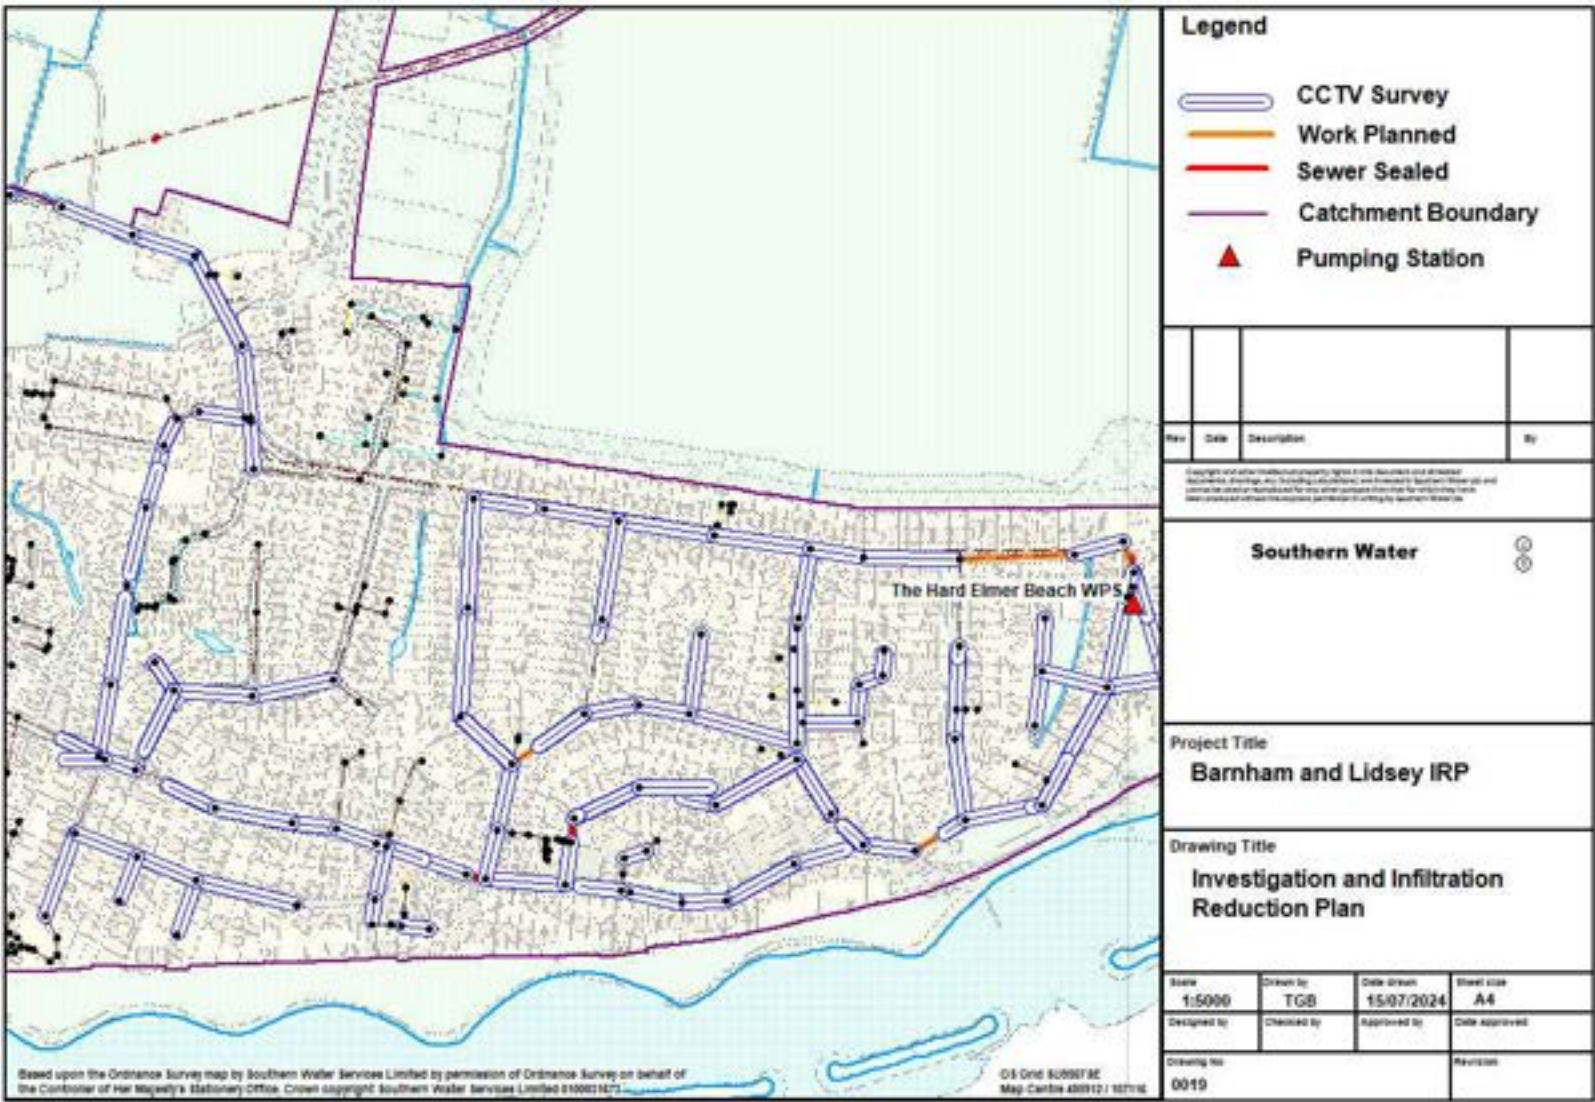 Legend
CCTV Survey
Work Planned
Sewer Sealed
Catchment Boundary
Pumping Station
Rev Date Description By
Southern Water
The Hard Elmer Beach WPS
Project Title
Barnham and Lidsey IRP
Drawing Title
Investigation and Infiltration
Reduction Plan
Scale Drawn by Date drawn Sheet size
1:5000 TGB 15/07/2024 A4
Designed by Checked by Approved by Date approved
Drawing No Revision
0019
Based upon the Ordnance Survey map by Southern Water Services Limited by permission of Ordnance Survey on behalf of
the Controller of Her Majesty's Stationery Office. Crown copyright Southern Water Services Limited
OS Grid
Map Centre